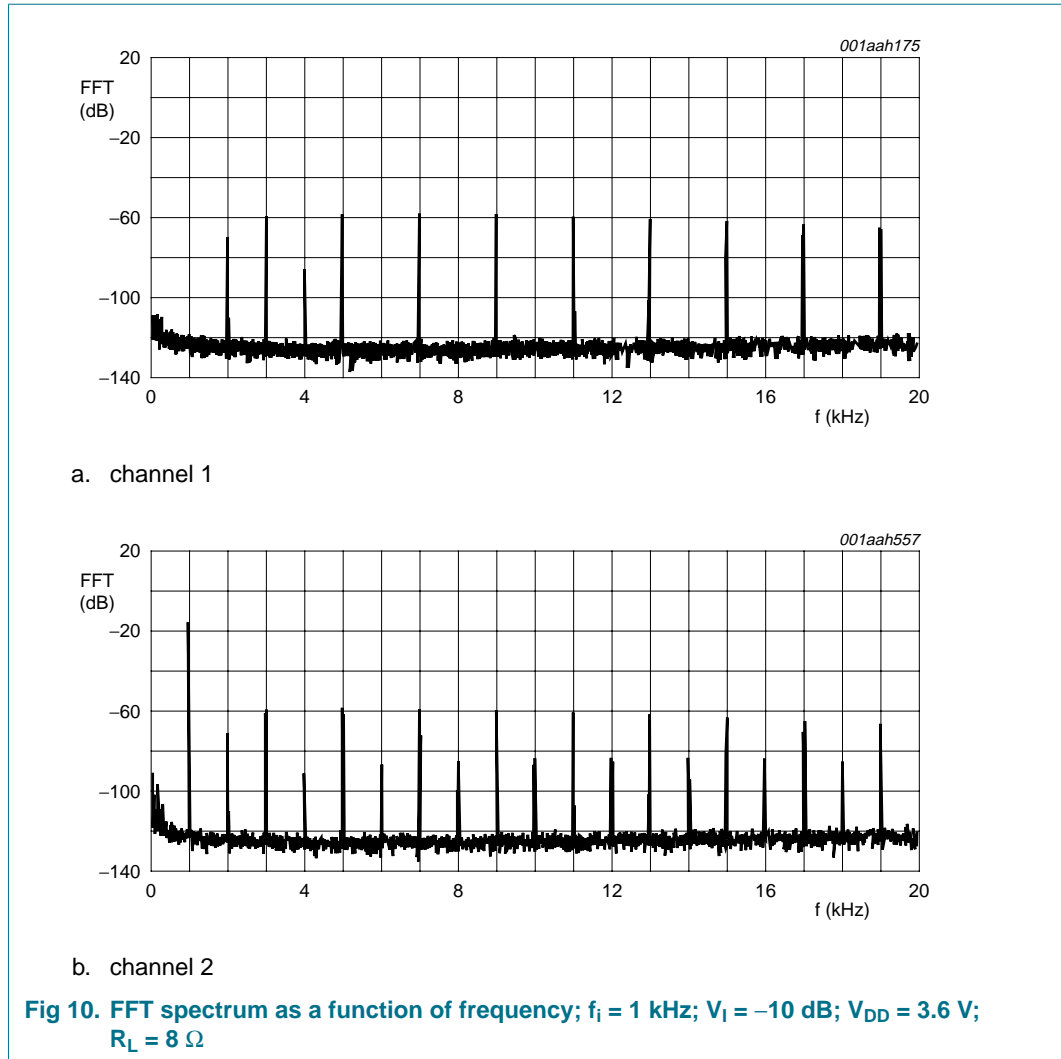 001aah175
20
FFT
(dB)
−20
−60
−100
−140
0 4 8 12 16 20
f (kHz)
a. channel 1
001aah557
20
FFT
(dB)
−20
−60
−100
−140
0 4 8 12 16 20
f (kHz)
b. channel 2
Fig 10. FFT spectrum as a function of frequency; fi = 1 kHz; VI = −10 dB; VDD = 3.6 V;
RL = 8 Ω